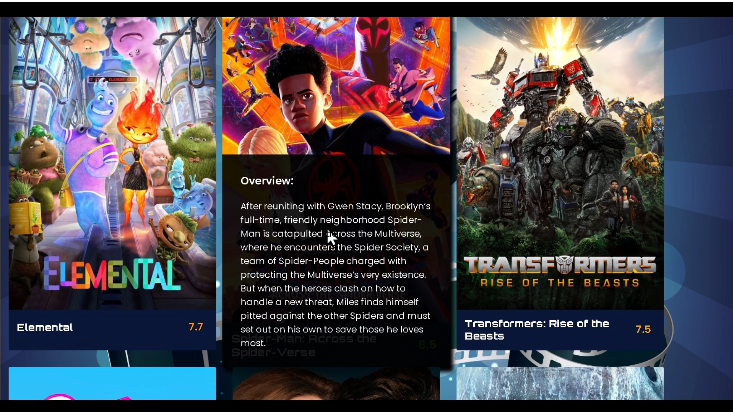 ELEMENTAL
Elemental
7.7
Overview:
After reuniting with Gwen Stacy, Brooklyn's
full-time, friendly neighborhood Spider-
Man is catapulted across the Multiverse,
where he encounters the Spider Society, a
team of Spider-People charged with
protecting the Multiverse's very existence.
But when the heroes clash on how to
handle a new threat, Miles finds himself
pitted against the other Spiders and must
set out on his own to save those he loves
most.
Spider-Man: Across the
Spider-Verse
TRANSFORMERS
RISE OF THE BEASTS
Transformers: Rise of the
Beasts
7.5